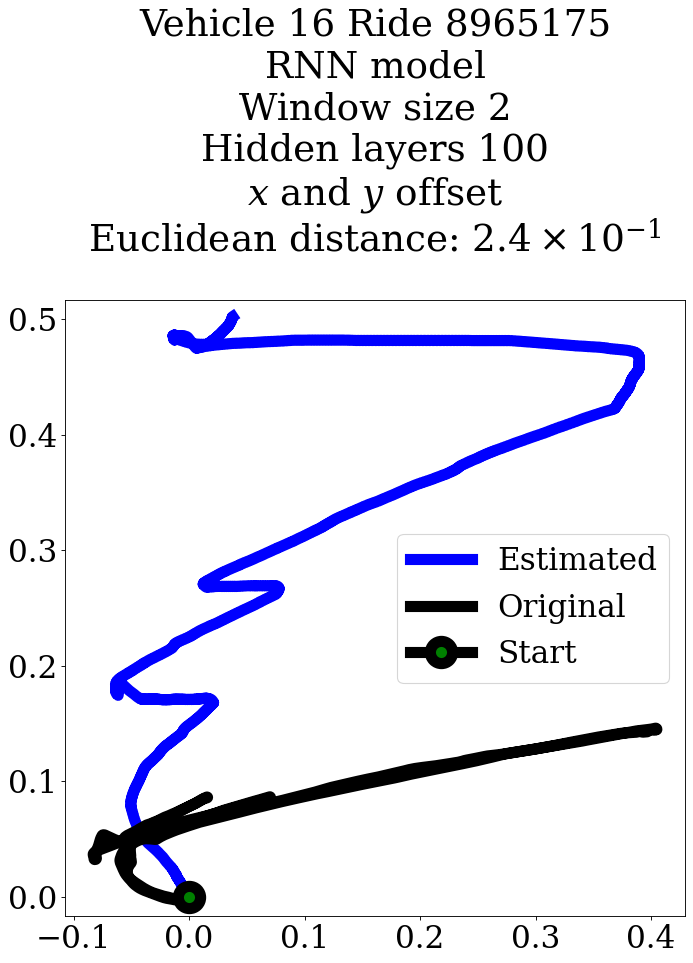 Vehicle 16 Ride 8965175
RNN model
Window size 2
Hidden layers 100
x and y offset
Euclidean distance: 2.4 × 10⁻¹
0.5
0.4
0.3
0.2
0.1
0.0
Estimated
Original
Start
−0.1 0.0 0.1 0.2 0.3 0.4